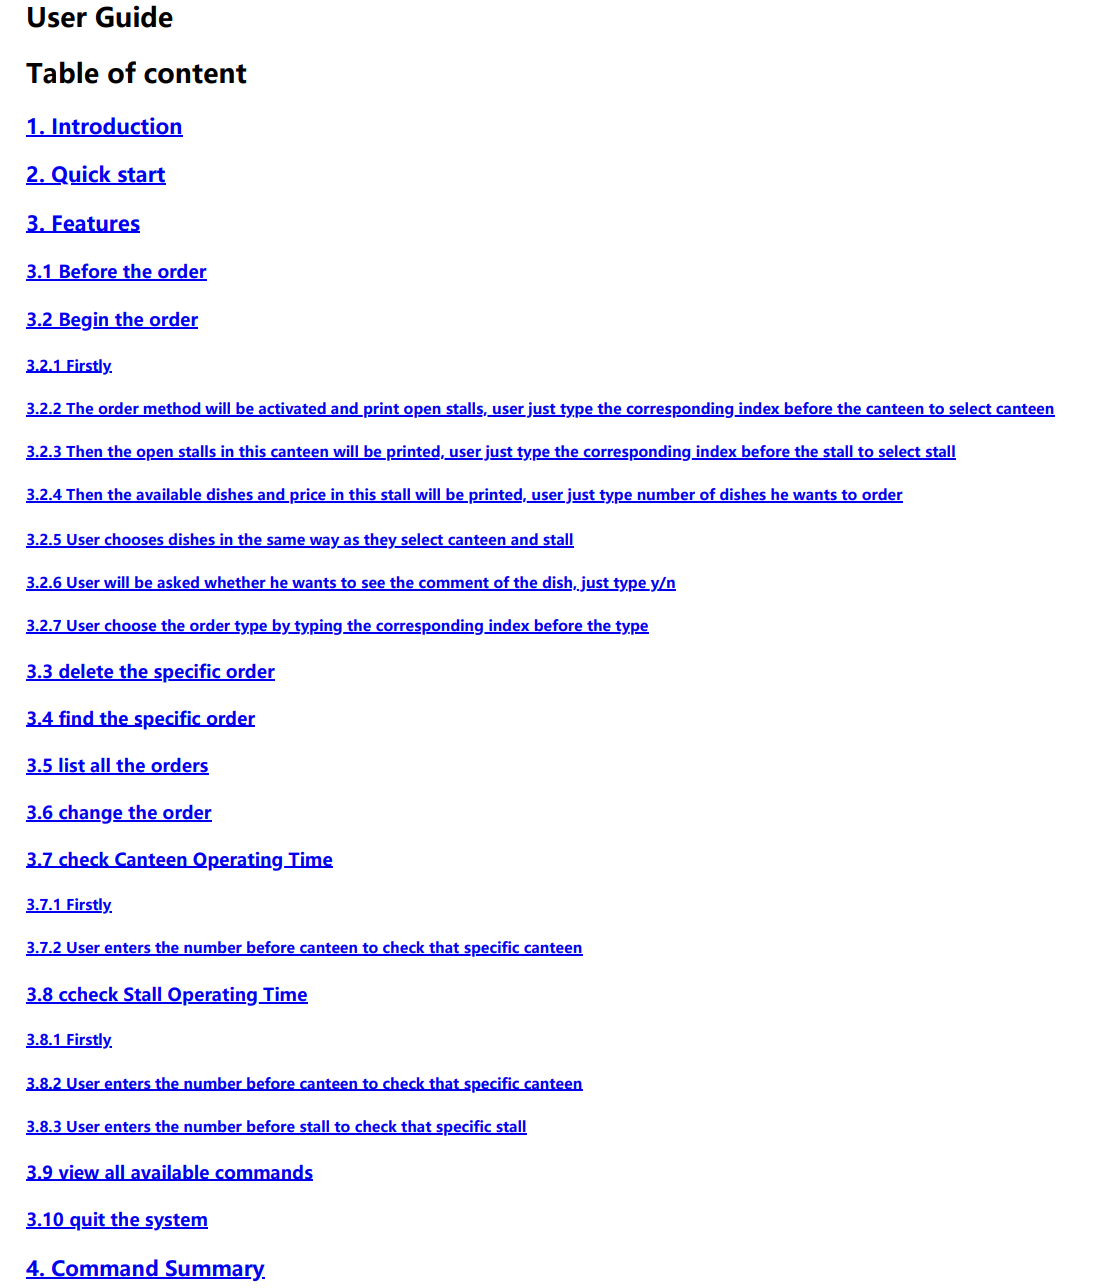 User Guide
Table of content
1. Introduction
2. Quick start
3. Features
3.1 Before the order
3.2 Begin the order
3.2.1 Firstly
3.2.2 The order method will be activated and print open stalls, user just type the corresponding index before the canteen to select canteen
3.2.3 Then the open stalls in this canteen will be printed, user just type the corresponding index before the stall to select stall
3.2.4 Then the available dishes and price in this stall will be printed, user just type number of dishes he wants to order
3.2.5 User chooses dishes in the same way as they select canteen and stall
3.2.6 User will be asked whether he wants to see the comment of the dish, just type y/n
3.2.7 User choose the order type by typing the corresponding index before the type
3.3 delete the specific order
3.4 find the specific order
3.5 list all the orders
3.6 change the order
3.7 check Canteen Operating Time
3.7.1 Firstly
3.7.2 User enters the number before canteen to check that specific canteen
3.8 ccheck Stall Operating Time
3.8.1 Firstly
3.8.2 User enters the number before canteen to check that specific canteen
3.8.3 User enters the number before stall to check that specific stall
3.9 view all available commands
3.10 quit the system
4. Command Summary